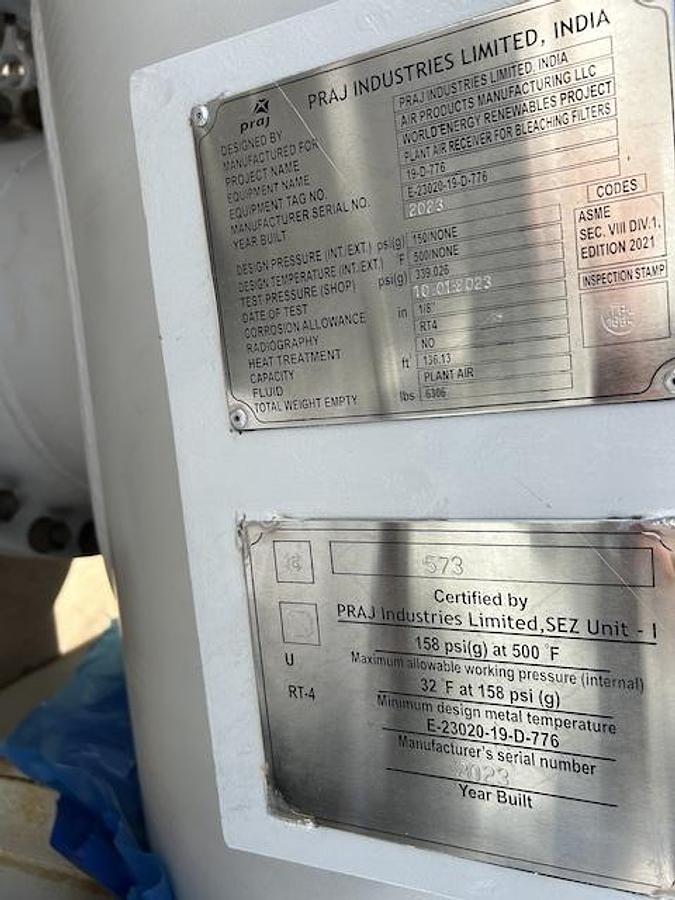 praj
PRAJ INDUSTRIES LIMITED, INDIA
DESIGNED BY PRAJ INDUSTRIES LIMITED, INDIA
MANUFACTURED FOR AIR PRODUCTS MANUFACTURING LLC
PROJECT NAME WORLD ENERGY RENEWABLES PROJECT
EQUIPMENT NAME PLANT AIR RECEIVER FOR BLEACHING FILTERS
EQUIPMENT TAG NO. 19-D-776
MANUFACTURER SERIAL NO. E-23020-19-D-776
YEAR BUILT 2023
DESIGN PRESSURE (INT./EXT.) psi(g) 150/NONE
DESIGN TEMPERATURE (INT./EXT.) °F 500/NONE
TEST PRESSURE (SHOP) psi(g) 339.026
DATE OF TEST 10.01.2023
CORROSION ALLOWANCE in 1/8"
RADIOGRAPHY RT4
HEAT TREATMENT NO
CAPACITY ft³ 136.13
FLUID PLANT AIR
TOTAL WEIGHT EMPTY lbs 6306
CODES
ASME
SEC. VIII DIV.1,
EDITION 2021
INSPECTION STAMP
573
Certified by
PRAJ Industries Limited,SEZ Unit - I
158 psi(g) at 500 °F
Maximum allowable working pressure (internal)
32 °F at 158 psi (g)
Minimum design metal temperature
E-23020-19-D-776
Manufacturer's serial number
2023
Year Built
U
RT-4